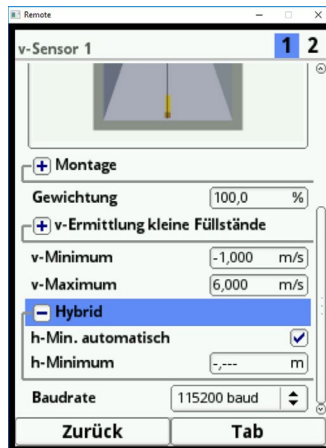 Remote
v-Sensor 1 1 2
Montage
Gewichtung 100,0 %
v-Ermittlung kleine Füllstände
v-Minimum -1,000 m/s
v-Maximum 6,000 m/s
Hybrid
h-Min. automatisch
h-Minimum -,--- m
Baudrate 115200 baud
Zurück Tab